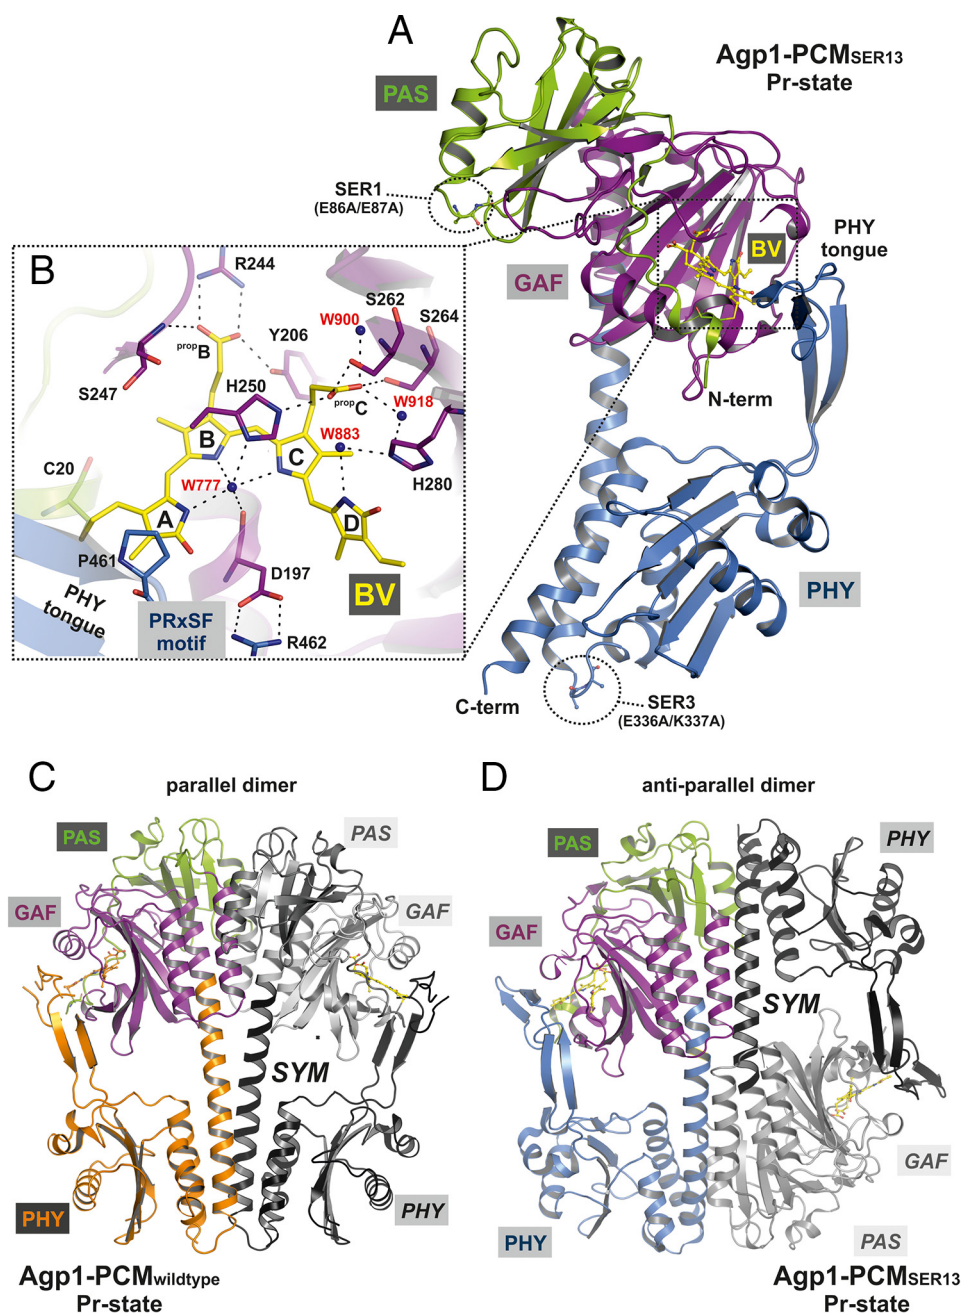 A
Agp1-PCMSER13
Pr-state
PAS
SER1
(E86A/E87A)
PHY
tongue
BV
GAF
N-term
PHY
C-term
SER3
(E336A/K337A)
B
R244
S262
W900
S264
propB
Y206
S247
H250
propC
W918
W883
B
C
C20
W777
H280
A
D
P461
D197
BV
PHY
tongue
PRxSF
motif
R462
C
parallel dimer
PAS
PAS
GAF
GAF
SYM
PHY
PHY
Agp1-PCMwildtype
Pr-state
D
anti-parallel dimer
PAS
PHY
GAF
SYM
GAF
PHY
PAS
Agp1-PCMSER13
Pr-state